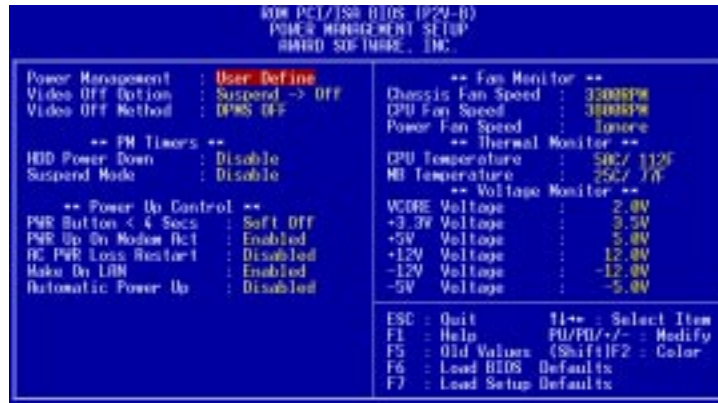 ROM PCI/ISA BIOS (P2V-B)
POWER MANAGEMENT SETUP
AWARD SOFTWARE, INC.
Power Management : User Define
Video Off Option : Suspend -> Off
Video Off Method : DPMS OFF
** PM Timers **
HDD Power Down : Disable
Suspend Mode : Disable
** Power Up Control **
PWR Button < 4 Secs : Soft Off
PWR Up On Modem Act : Enabled
AC PWR Loss Restart : Disabled
Wake On LAN : Enabled
Automatic Power Up : Disabled
** Fan Monitor **
Chassis Fan Speed : 3300RPM
CPU Fan Speed : 3800RPM
Power Fan Speed : Ignore
** Thermal Monitor **
CPU Temperature : 50C/ 112F
MB Temperature : 25C/ 77F
** Voltage Monitor **
VCORE Voltage : 2.0V
+3.3V Voltage : 3.5V
+5V Voltage : 5.0V
+12V Voltage : 12.0V
-12V Voltage : -12.0V
-5V Voltage : -5.0V
ESC : Quit ↑↓→← : Select Item
F1 : Help PU/PD/+/- : Modify
F5 : Old Values (Shift)F2 : Color
F6 : Load BIOS Defaults
F7 : Load Setup Defaults